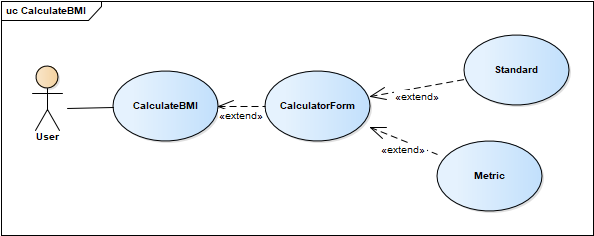 uc CalculateBMI
User
CalculateBMI
«extend»
CalculatorForm
«extend»
Standard
«extend»
Metric